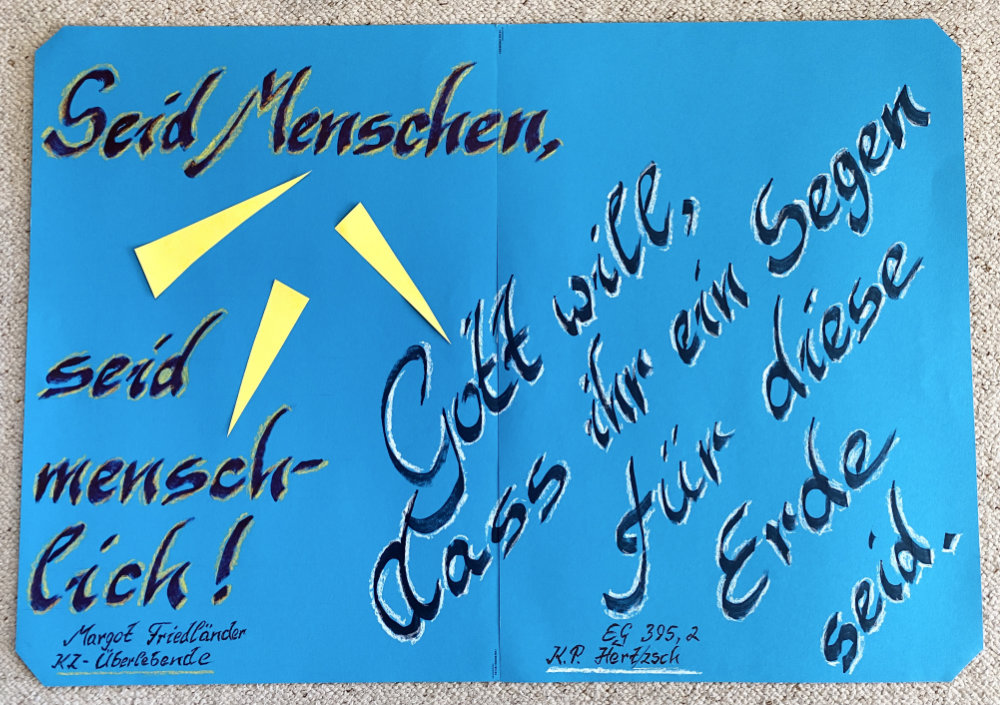 Seid Menschen,
seid
mensch-
lich!
Margot Friedländer
KZ-Überlebende
Gott will,
dass ihr ein Segen
für diese
Erde
seid.
EG 395,2
K.P. Hertzsch